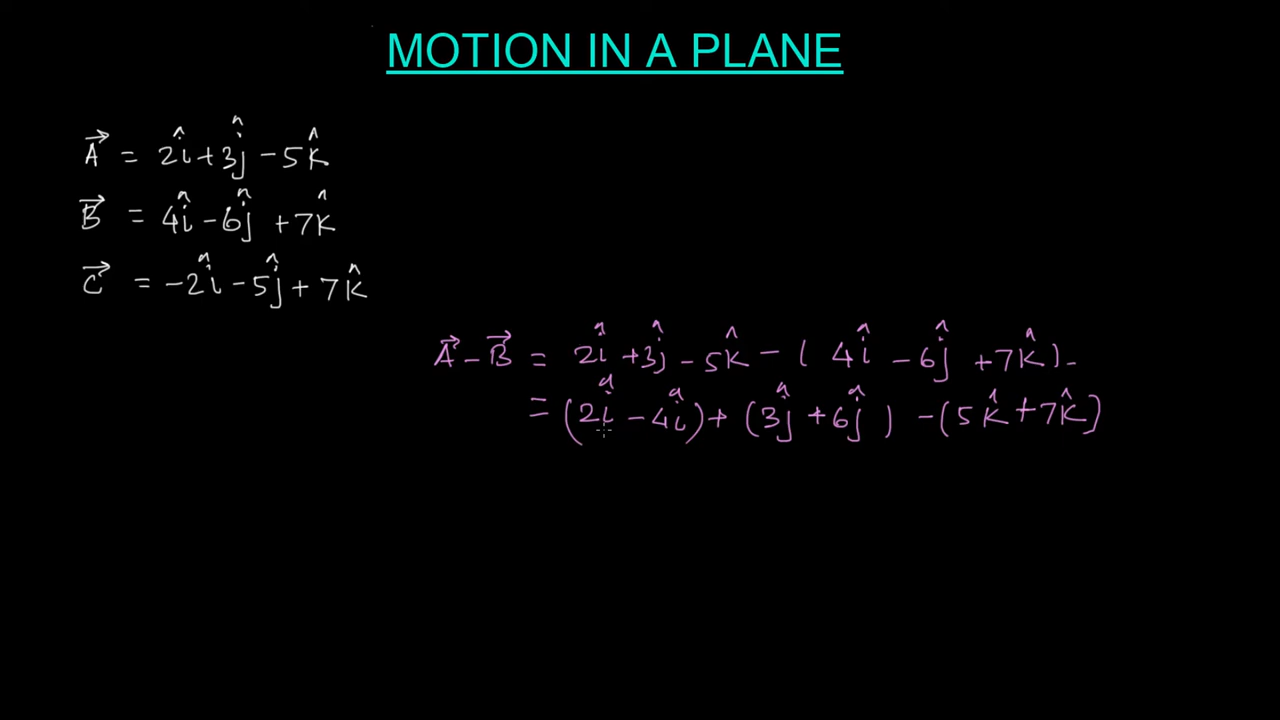 MOTION IN A PLANE
A⃗ = 2î + 3ĵ - 5k̂
B⃗ = 4î - 6ĵ + 7k̂
C⃗ = -2î - 5ĵ + 7k̂
A⃗ - B⃗ = 2î + 3ĵ - 5k̂ - ( 4î - 6ĵ + 7k̂ ) -
= (2î - 4î) + (3ĵ + 6ĵ ) - (5k̂ + 7k̂)